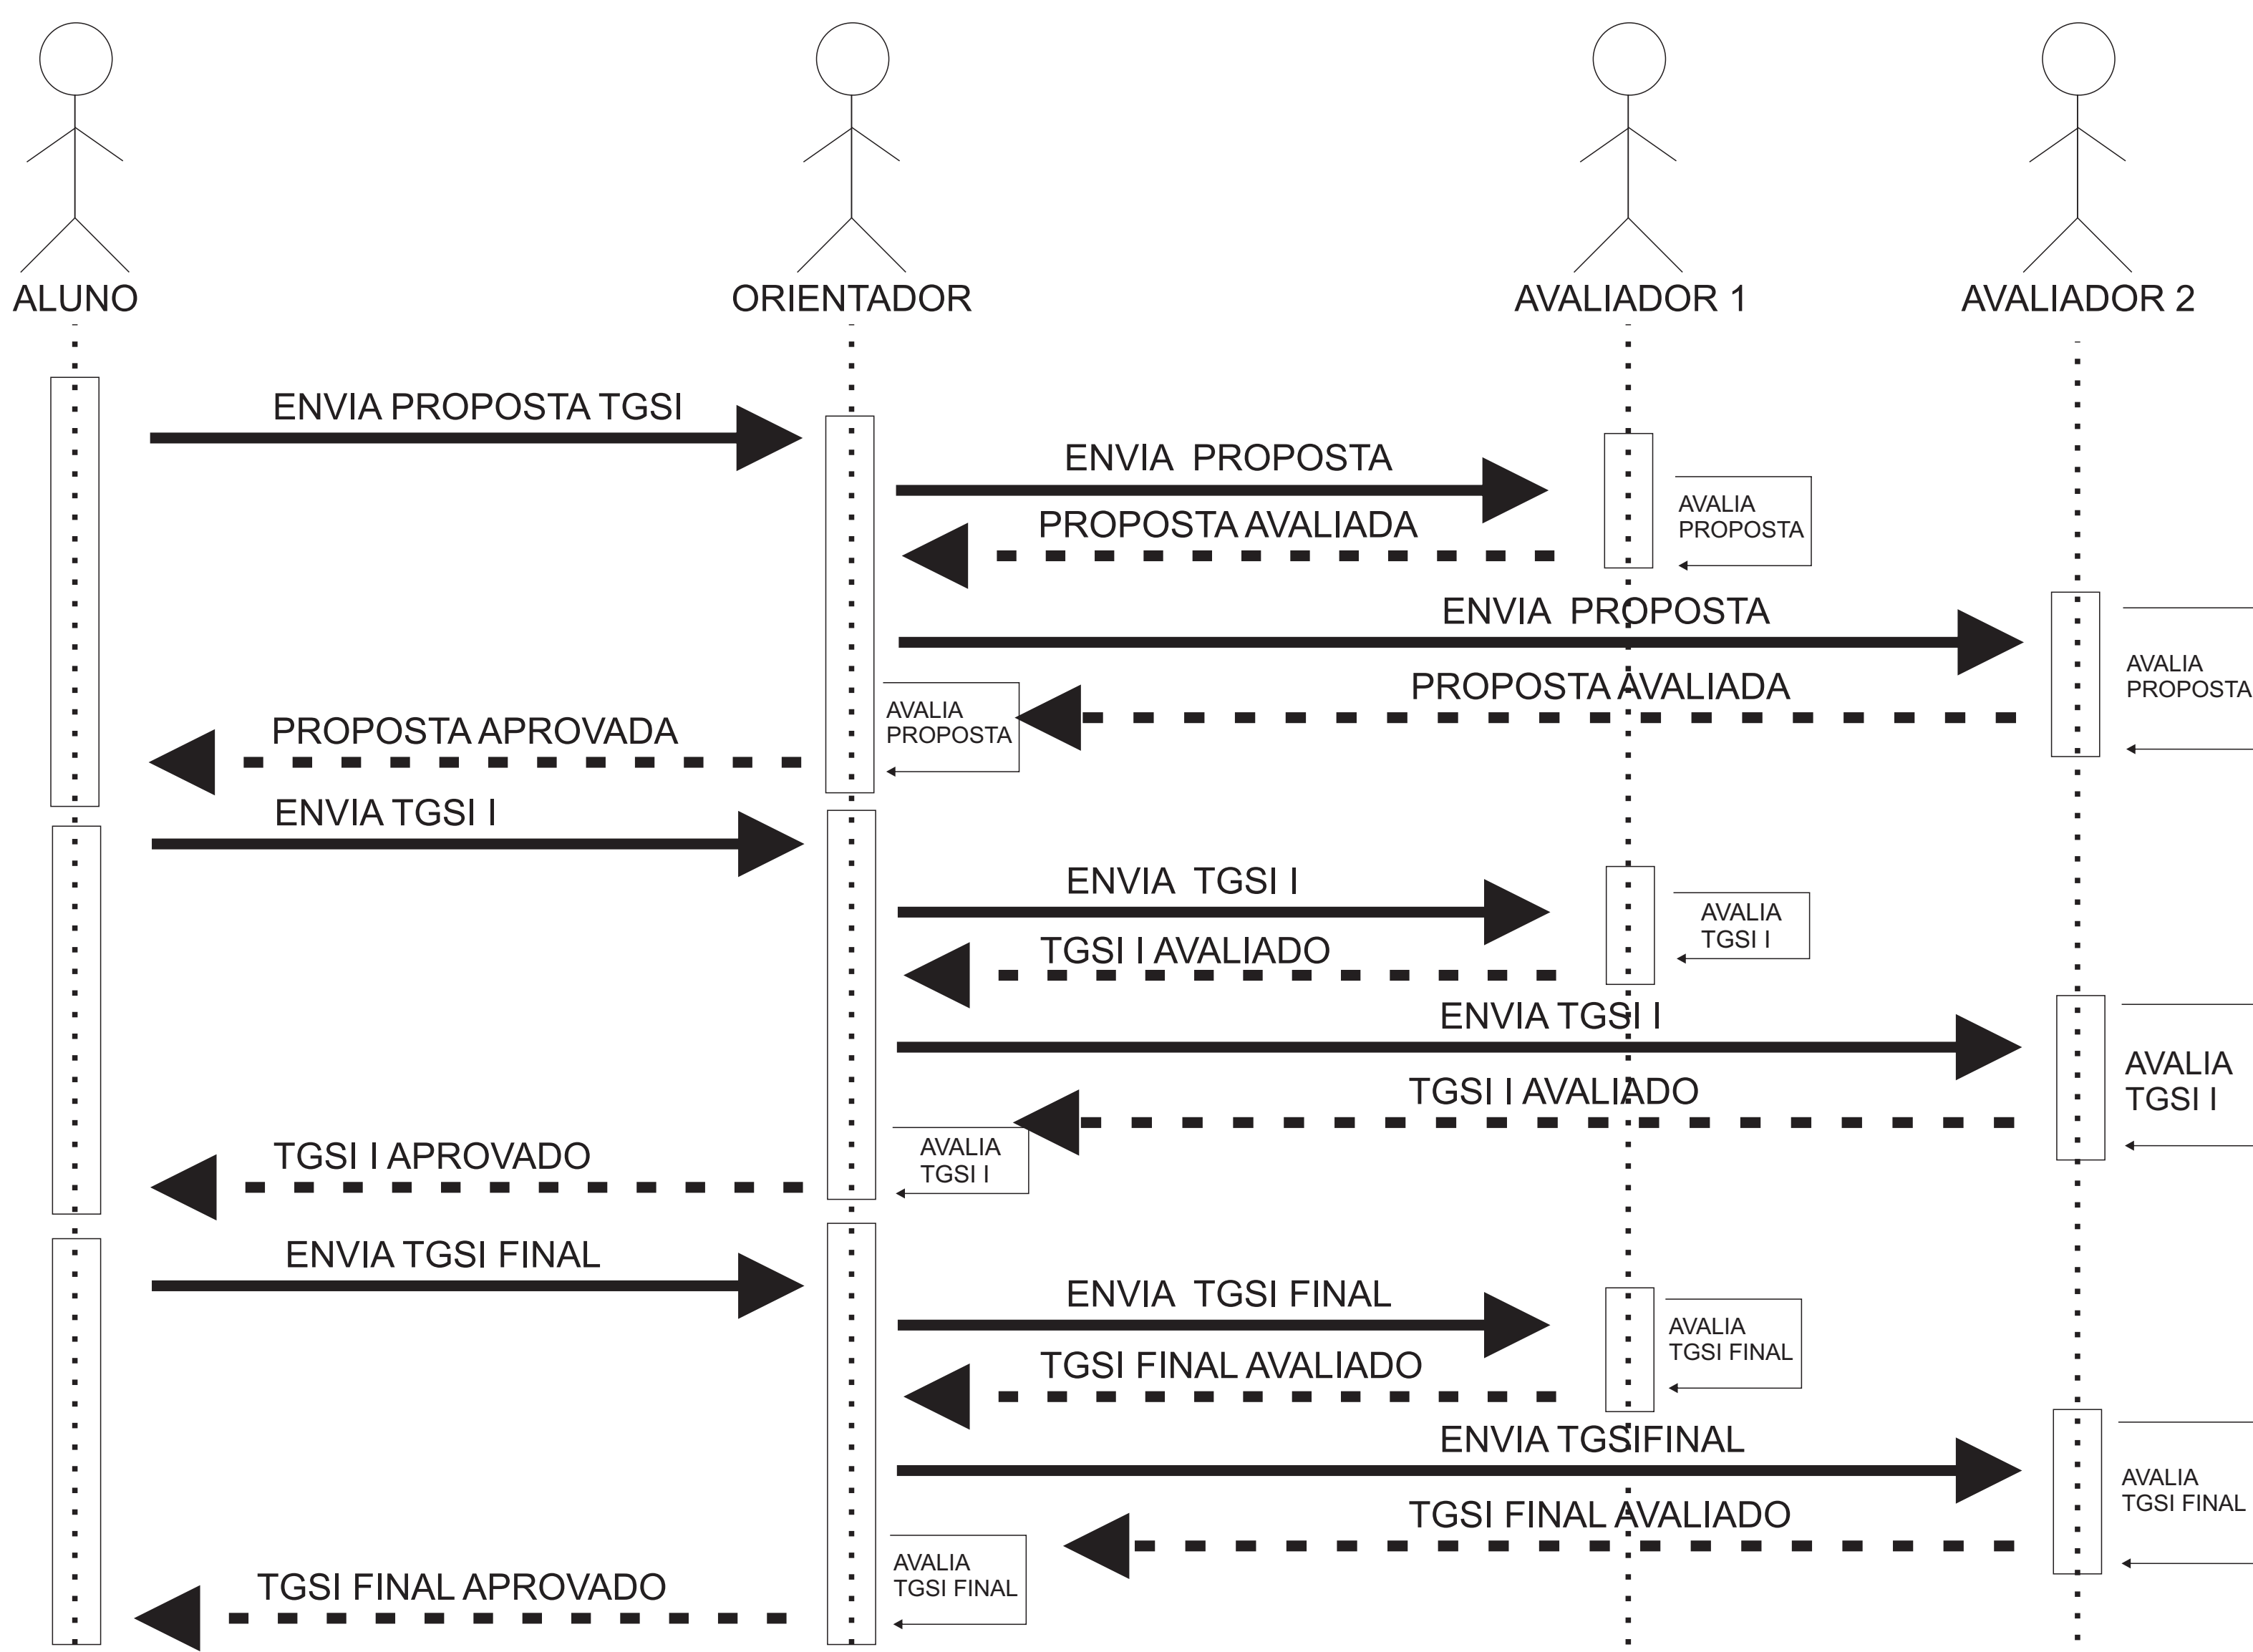 ALUNO
ORIENTADOR
AVALIADOR 1
AVALIADOR 2
ENVIA PROPOSTA TGSI
ENVIA PROPOSTA
AVALIA
PROPOSTA
PROPOSTA AVALIADA
ENVIA PROPOSTA
AVALIA
PROPOSTA
PROPOSTA AVALIADA
AVALIA
PROPOSTA
PROPOSTA APROVADA
ENVIA TGSI I
ENVIA TGSI I
AVALIA
TGSI I
TGSI I AVALIADO
ENVIA TGSI I
AVALIA
TGSI I
TGSI I AVALIADO
AVALIA
TGSI I
TGSI I APROVADO
ENVIA TGSI FINAL
ENVIA TGSI FINAL
AVALIA
TGSI FINAL
TGSI FINAL AVALIADO
ENVIA TGSIFINAL
AVALIA
TGSI FINAL
TGSI FINAL AVALIADO
AVALIA
TGSI FINAL
TGSI FINAL APROVADO